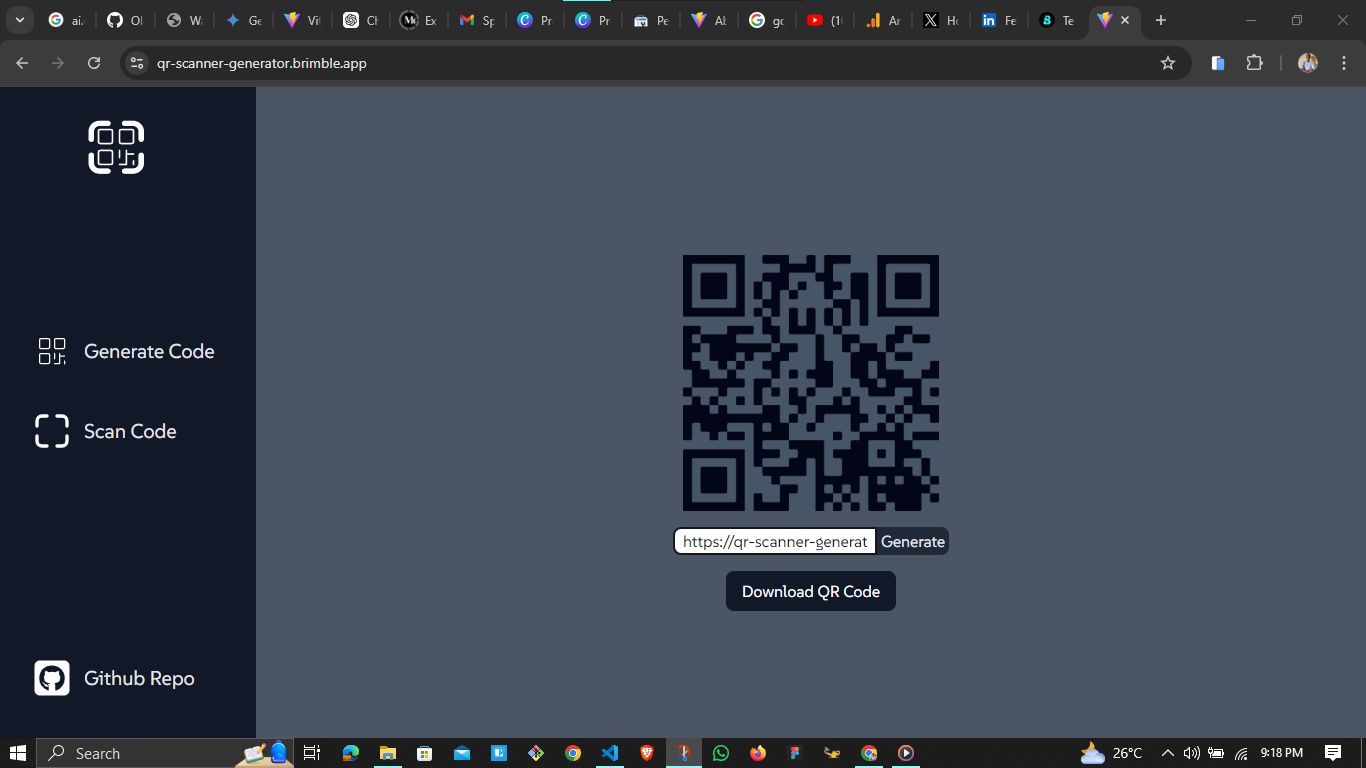 ai.
Ol
W
Ge
Vit
Cl
Ex
Sp
Pr
Pr
Pe
Al
gc
(1(
Ar
Ho
Fe
Te
qr-scanner-generator.brimble.app
Generate Code
Scan Code
https://qr-scanner-generat
Generate
Download QR Code
Github Repo
Search
26°C
9:18 PM